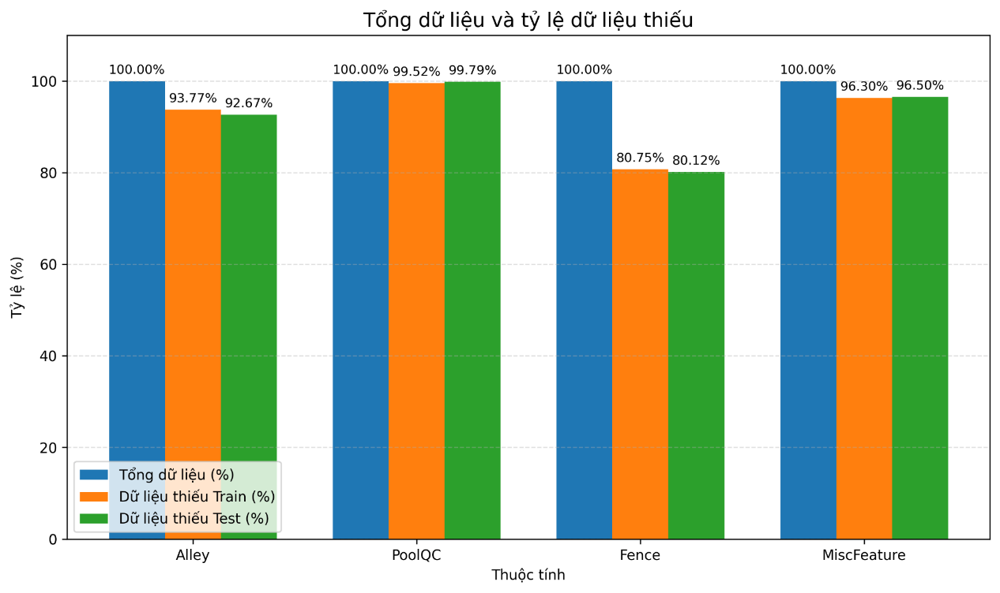 Tổng dữ liệu và tỷ lệ dữ liệu thiếu
Tỷ lệ (%)
100
80
60
40
20
0
100.00%
93.77%
92.67%
100.00%
99.52%
99.79%
100.00%
80.75%
80.12%
100.00%
96.30%
96.50%
Tổng dữ liệu (%)
Dữ liệu thiếu Train (%)
Dữ liệu thiếu Test (%)
Alley
PoolQC
Fence
MiscFeature
Thuộc tính